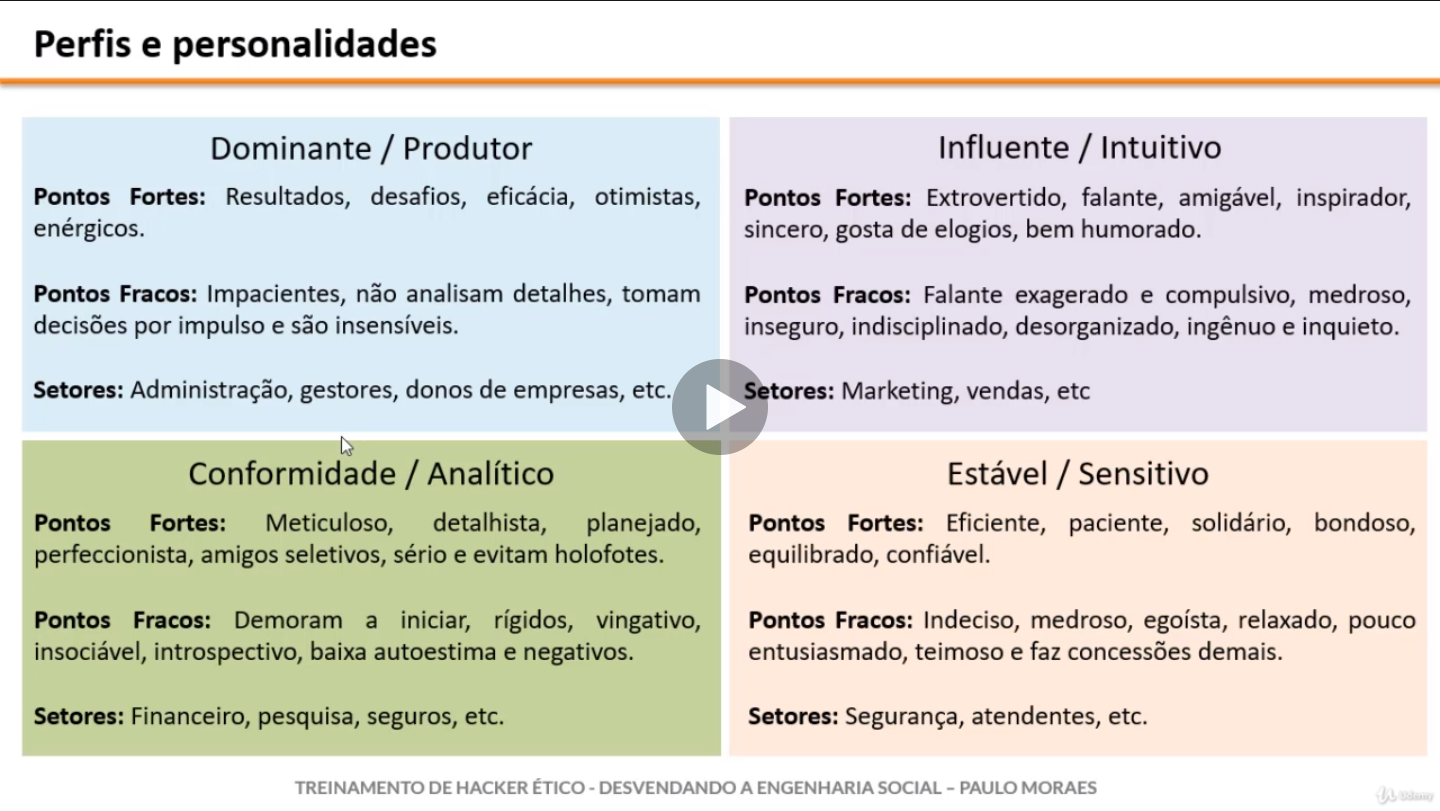 Perfis e personalidades
Dominante / Produtor
Pontos Fortes: Resultados, desafios, eficácia, otimistas,
enérgicos.
Pontos Fracos: Impacientes, não analisam detalhes, tomam
decisões por impulso e são insensíveis.
Setores: Administração, gestores, donos de empresas, etc.
Influente / Intuitivo
Pontos Fortes: Extrovertido, falante, amigável, inspirador,
sincero, gosta de elogios, bem humorado.
Pontos Fracos: Falante exagerado e compulsivo, medroso,
inseguro, indisciplinado, desorganizado, ingênuo e inquieto.
Setores: Marketing, vendas, etc
Conformidade / Analítico
Pontos Fortes: Meticuloso, detalhista, planejado,
perfeccionista, amigos seletivos, sério e evitam holofotes.
Pontos Fracos: Demoram a iniciar, rígidos, vingativo,
insociável, introspectivo, baixa autoestima e negativos.
Setores: Financeiro, pesquisa, seguros, etc.
Estável / Sensitivo
Pontos Fortes: Eficiente, paciente, solidário, bondoso,
equilibrado, confiável.
Pontos Fracos: Indeciso, medroso, egoísta, relaxado, pouco
entusiasmado, teimoso e faz concessões demais.
Setores: Segurança, atendentes, etc.
TREINAMENTO DE HACKER ÉTICO - DESVENDANDO A ENGENHARIA SOCIAL – PAULO MORAES
Udemy